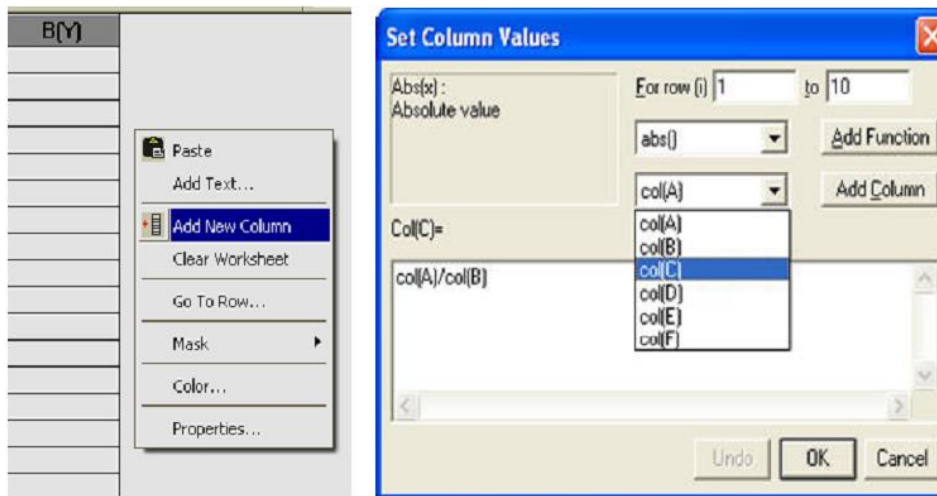 B(Y)
Paste
Add Text...
Add New Column
Clear Worksheet
Go To Row...
Mask
Color...
Properties...
Set Column Values
Abs(x) :
Absolute value
For row (i) 1 to 10
abs() Add Function
col(A) Add Column
Col(C)=
col(A)
col(B)
col(C)
col(D)
col(E)
col(F)
col(A)/col(B)
Undo OK Cancel